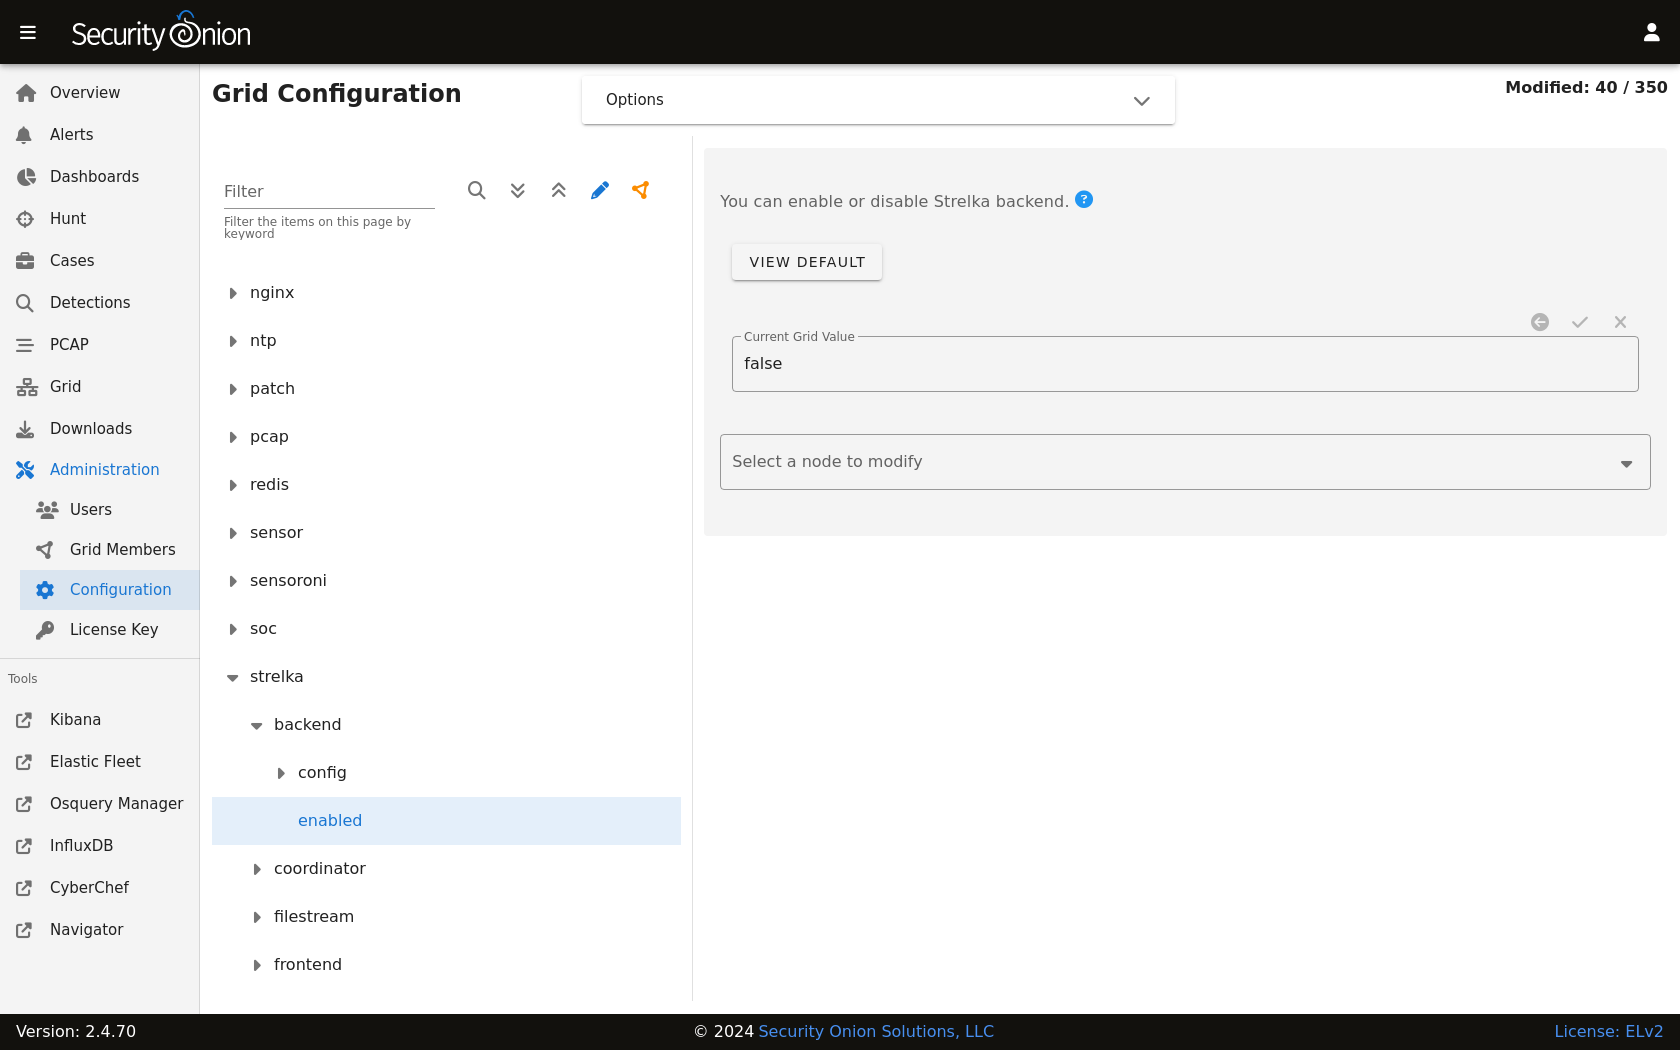 Security Onion
Overview
Alerts
Dashboards
Hunt
Cases
Detections
PCAP
Grid
Downloads
Administration
Users
Grid Members
Configuration
License Key
Tools
Kibana
Elastic Fleet
Osquery Manager
InfluxDB
CyberChef
Navigator
Grid Configuration
Options
Modified: 40 / 350
Filter
Filter the items on this page by
keyword
nginx
ntp
patch
pcap
redis
sensor
sensoroni
soc
strelka
backend
config
enabled
coordinator
filestream
frontend
You can enable or disable Strelka backend. ?
VIEW DEFAULT
Current Grid Value
false
Select a node to modify
Version: 2.4.70
© 2024 Security Onion Solutions, LLC
License: ELv2